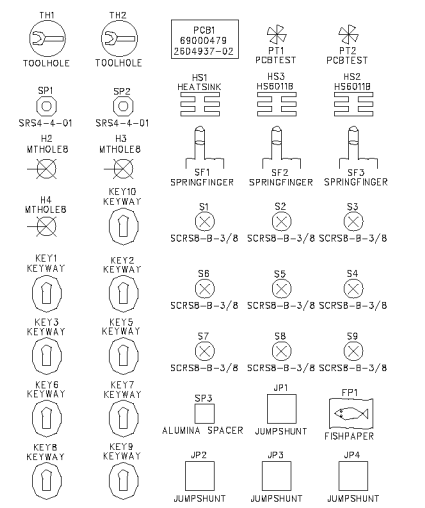 TH1
TOOLHOLE
TH2
TOOLHOLE
PCB1
6900D479
26D4937-02
PT1
PCBTEST
PT2
PCBTEST
SP1
SRS4-4-01
SP2
SRS4-4-01
HS1
HEATSINK
HS3
HS6011B
HS2
HS6011B
H2
MTHOLE8
H3
MTHOLE8
SF1
SPRINGFINGER
SF2
SPRINGFINGER
SF3
SPRINGFINGER
H4
MTHOLE8
KEY10
KEYWAY
S1
SCRS8-B-3/8
S2
SCRS8-B-3/8
S3
SCRS8-B-3/8
KEY1
KEYWAY
KEY2
KEYWAY
S6
SCRS8-B-3/8
S5
SCRS8-B-3/8
S4
SCRS8-B-3/8
KEY3
KEYWAY
KEY5
KEYWAY
S7
SCRS8-B-3/8
S8
SCRS8-B-3/8
S9
SCRS8-B-3/8
KEY6
KEYWAY
KEY7
KEYWAY
SP3
ALUMINA SPACER
JP1
JUMPSHUNT
FP1
FISHPAPER
KEY8
KEYWAY
KEY9
KEYWAY
JP2
JUMPSHUNT
JP3
JUMPSHUNT
JP4
JUMPSHUNT